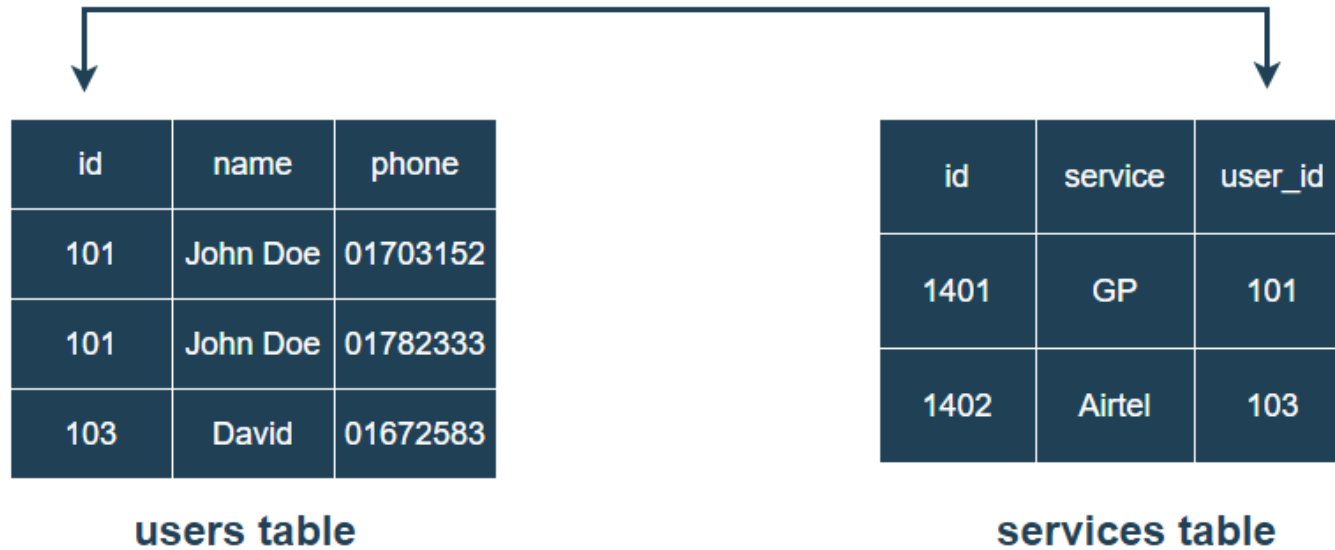 id name phone
101 John Doe 01703152
101 John Doe 01782333
103 David 01672583
users table
id service user_id
1401 GP 101
1402 Airtel 103
services table